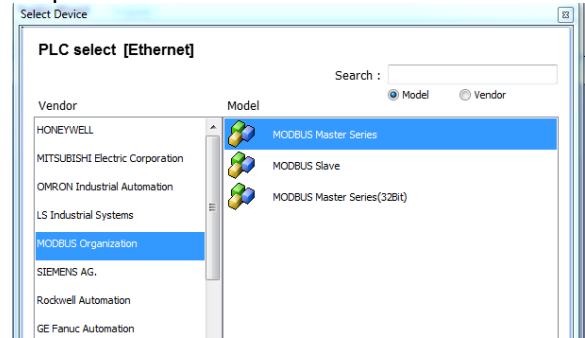 Select Device
PLC select [Ethernet]
Search :
Model
Vendor
Vendor
Model
HONEYWELL
MITSUBISHI Electric Corporation
OMRON Industrial Automation
LS Industrial Systems
MODBUS Organization
SIEMENS AG.
Rockwell Automation
GE Fanuc Automation
MODBUS Master Series
MODBUS Slave
MODBUS Master Series(32Bit)